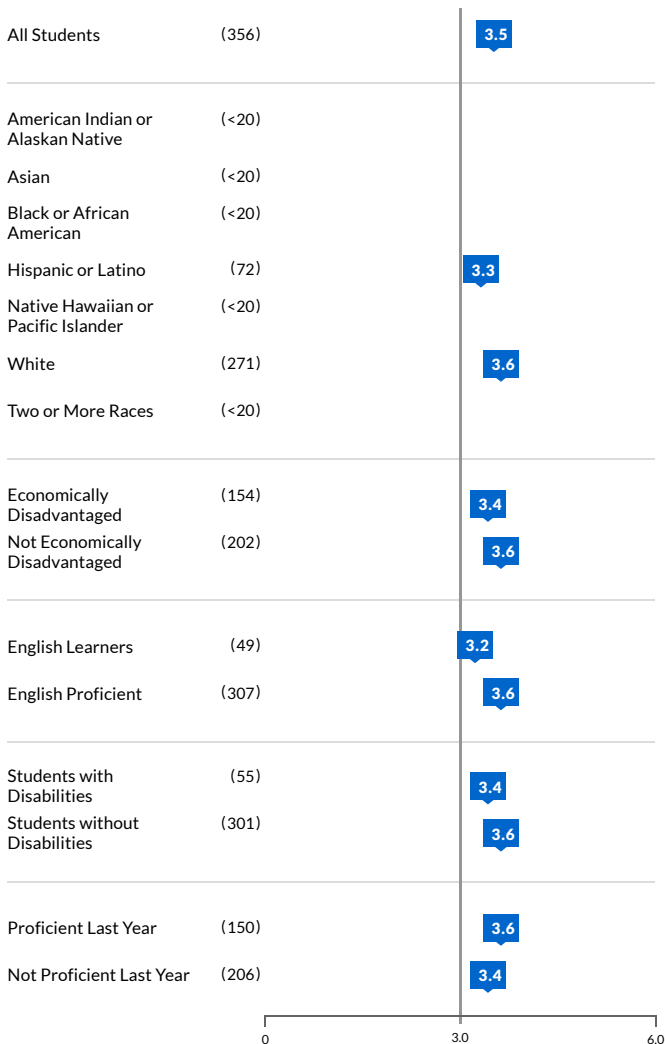 All Students (356) 3.5
American Indian or
Alaskan Native (<20)
Asian (<20)
Black or African
American (<20)
Hispanic or Latino (72) 3.3
Native Hawaiian or
Pacific Islander (<20)
White (271) 3.6
Two or More Races (<20)
Economically
Disadvantaged (154) 3.4
Not Economically
Disadvantaged (202) 3.6
English Learners (49) 3.2
English Proficient (307) 3.6
Students with
Disabilities (55) 3.4
Students without
Disabilities (301) 3.6
Proficient Last Year (150) 3.6
Not Proficient Last Year (206) 3.4
0 3.0 6.0